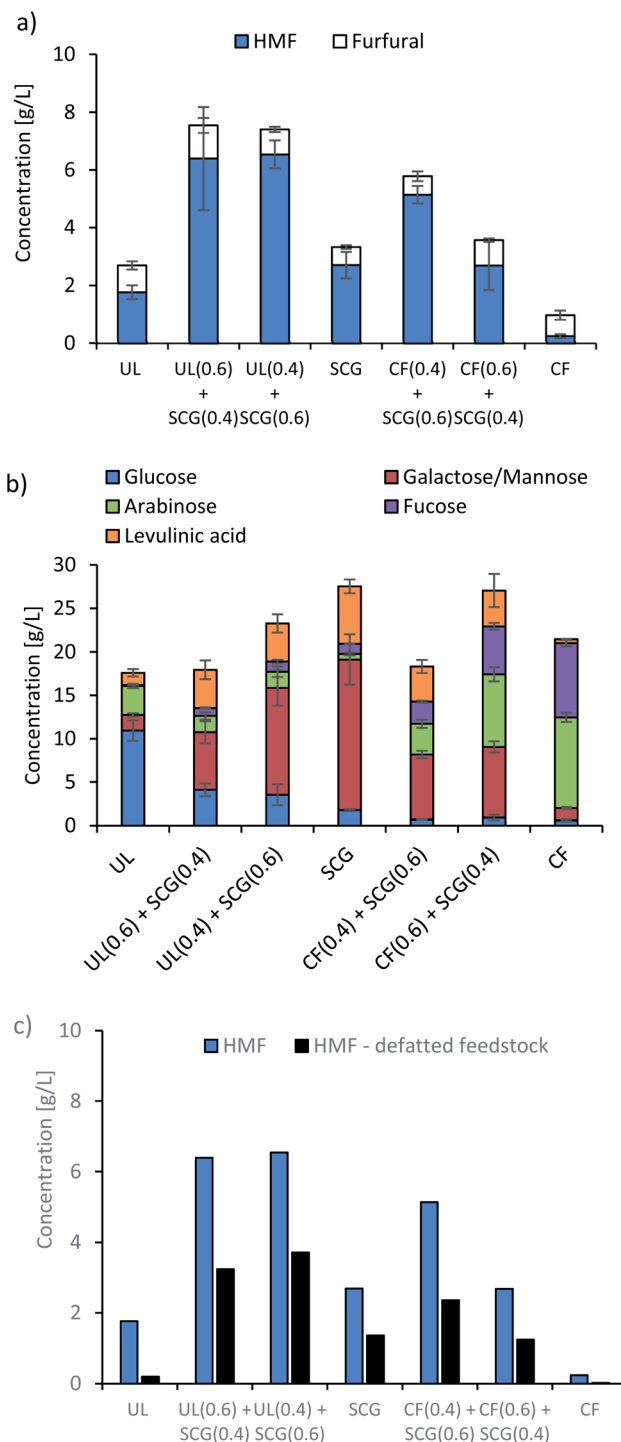 a)
HMF Furfural
Concentration [g/L]
10
8
6
4
2
0
UL UL(0.6) UL(0.4) SCG CF(0.4) CF(0.6) CF
+ + + +
SCG(0.4) SCG(0.6) SCG(0.6) SCG(0.4)
b)
Glucose Galactose/Mannose
Arabinose Fucose
Levulinic acid
Concentration [g/L]
30
25
20
15
10
5
0
UL
UL(0.6) + SCG(0.4)
UL(0.4) + SCG(0.6)
SCG
CF(0.4) + SCG(0.6)
CF(0.6) + SCG(0.4)
CF
c)
HMF HMF - defatted feedstock
Concentration [g/L]
10
8
6
4
2
0
UL UL(0.6) + UL(0.4) + SCG CF(0.4) + CF(0.6) + CF
SCG(0.4) SCG(0.6) SCG(0.6) SCG(0.4)